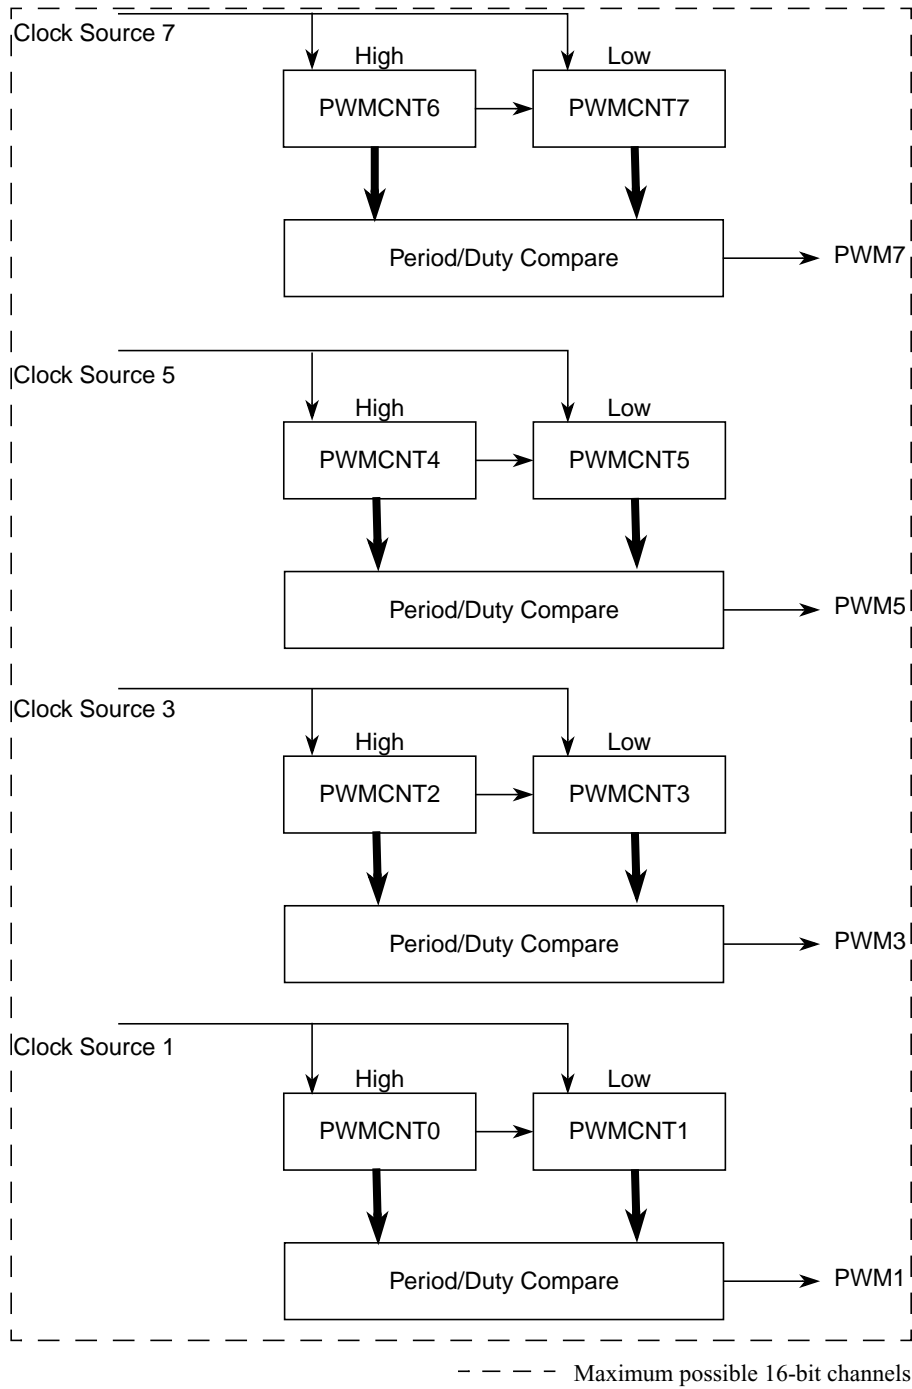 Clock Source 7
High
Low
PWMCNT6
PWMCNT7
Period/Duty Compare
PWM7
Clock Source 5
High
Low
PWMCNT4
PWMCNT5
Period/Duty Compare
PWM5
Clock Source 3
High
Low
PWMCNT2
PWMCNT3
Period/Duty Compare
PWM3
Clock Source 1
High
Low
PWMCNT0
PWMCNT1
Period/Duty Compare
PWM1
Maximum possible 16-bit channels